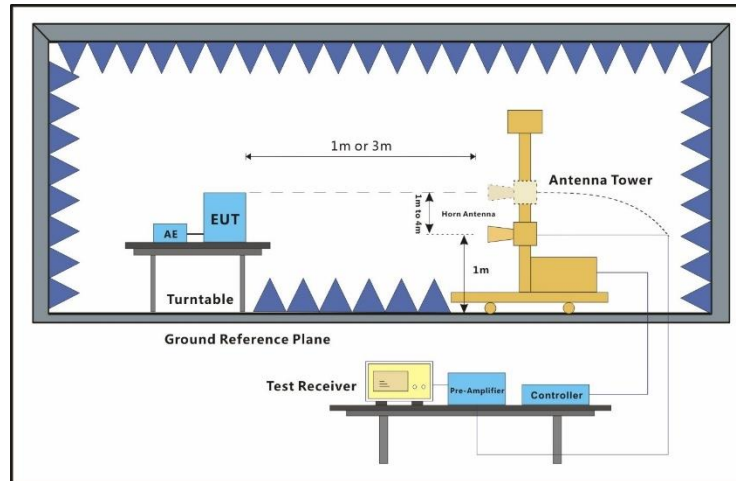 1m or 3m
Antenna Tower
1m to 4m
Horn Antenna
EUT
AE
1m
Turntable
Ground Reference Plane
Test Receiver
Pre-Amplifier
Controller